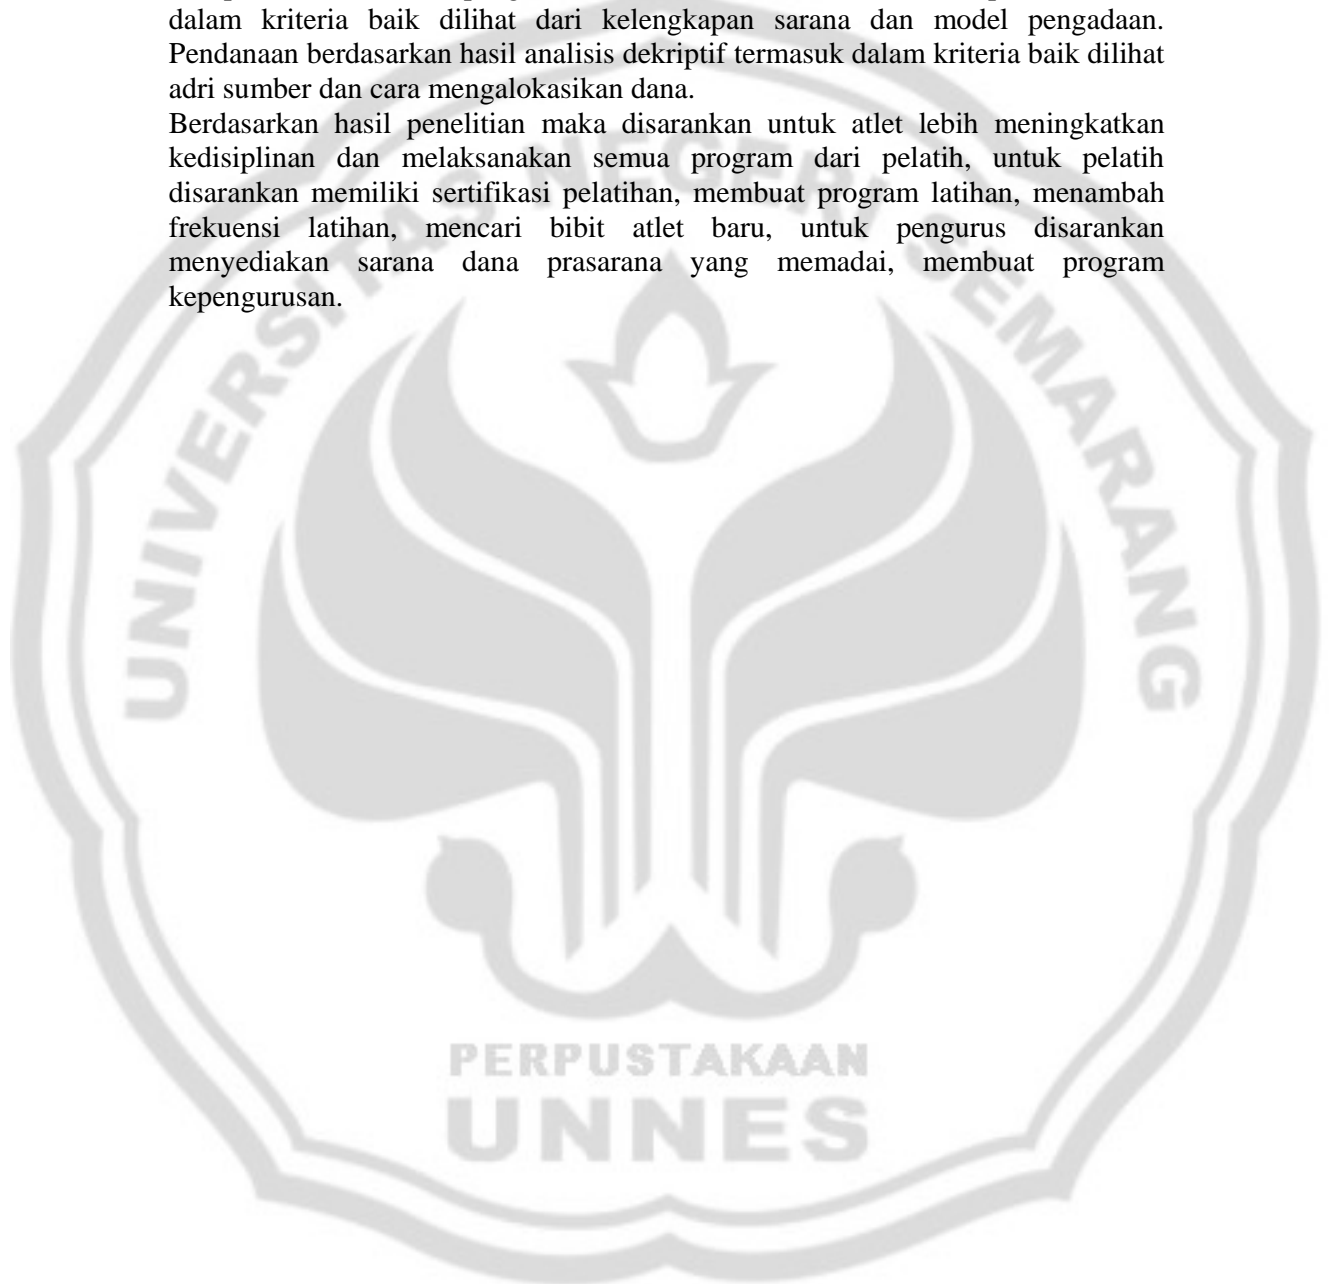 dalam kriteria baik dilihat dari kelengkapan sarana dan model pengadaan.
Pendanaan berdasarkan hasil analisis dekriptif termasuk dalam kriteria baik dilihat
adri sumber dan cara mengalokasikan dana.
Berdasarkan hasil penelitian maka disarankan untuk atlet lebih meningkatkan
kedisiplinan dan melaksanakan semua program dari pelatih, untuk pelatih
disarankan memiliki sertifikasi pelatihan, membuat program latihan, menambah
frekuensi latihan, mencari bibit atlet baru, untuk pengurus disarankan
menyediakan sarana dana prasarana yang memadai, membuat program
kepengurusan.
UNIVERSITAS NEGERI SEMARANG
PERPUSTAKAAN
UNNES